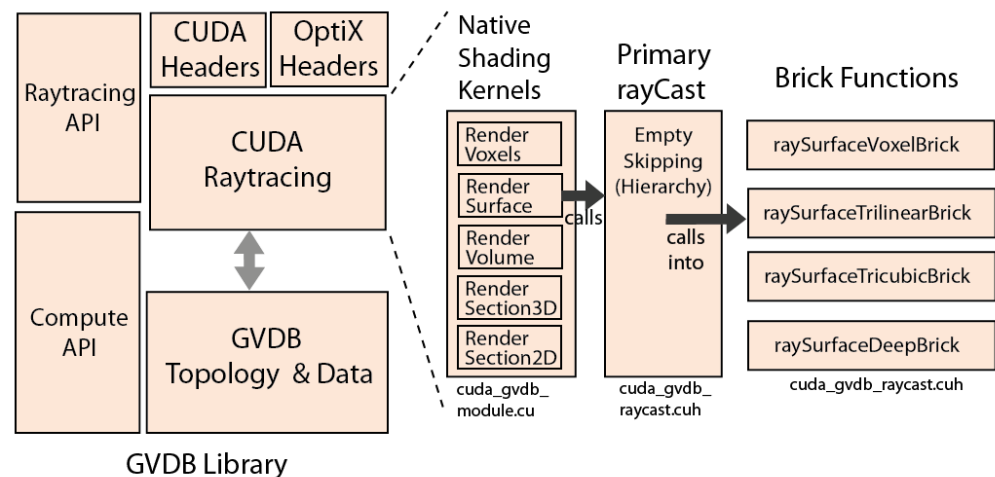 Raytracing
API
CUDA
Headers
OptiX
Headers
CUDA
Raytracing
Compute
API
GVDB
Topology & Data
GVDB Library
Native
Shading
Kernels
Render
Voxels
Render
Surface
Render
Volume
Render
Section3D
Render
Section2D
cuda_gvdb_
module.cu
calls
Primary
rayCast
Empty
Skipping
(Hierarchy)
calls
into
cuda_gvdb_
raycast.cuh
Brick Functions
raySurfaceVoxelBrick
raySurfaceTrilinearBrick
raySurfaceTricubicBrick
raySurfaceDeepBrick
cuda_gvdb_raycast.cuh